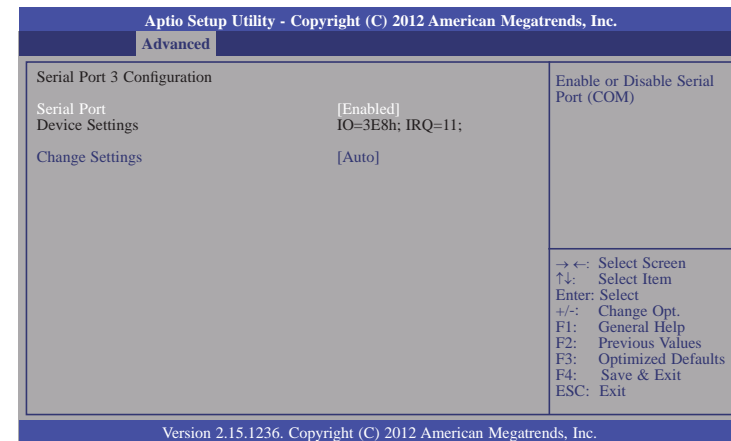 Aptio Setup Utility - Copyright (C) 2012 American Megatrends, Inc.
Advanced
Serial Port 3 Configuration
Serial Port [Enabled]
Device Settings IO=3E8h; IRQ=11;
Change Settings [Auto]
Enable or Disable Serial
Port (COM)
→ ←: Select Screen
↑↓: Select Item
Enter: Select
+/-: Change Opt.
F1: General Help
F2: Previous Values
F3: Optimized Defaults
F4: Save & Exit
ESC: Exit
Version 2.15.1236. Copyright (C) 2012 American Megatrends, Inc.